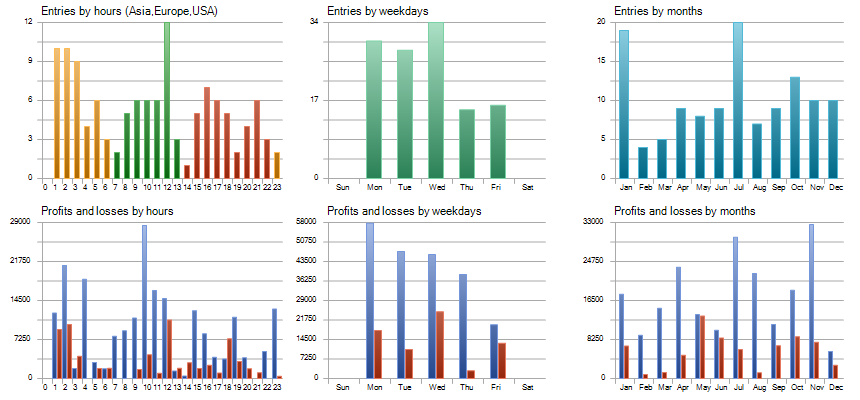 Entries by hours (Asia,Europe,USA)
12
9
6
3
0
0 1 2 3 4 5 6 7 8 9 10 11 12 13 14 15 16 17 18 19 20 21 22 23
Entries by weekdays
34
17
0
Sun Mon Tue Wed Thu Fri Sat
Entries by months
20
15
10
5
0
Jan Feb Mar Apr May Jun Jul Aug Sep Oct Nov Dec
Profits and losses by hours
29000
21750
14500
7250
0
0 1 2 3 4 5 6 7 8 9 10 11 12 13 14 15 16 17 18 19 20 21 22 23
Profits and losses by weekdays
58000
50750
43500
36250
29000
21750
14500
7250
0
Sun Mon Tue Wed Thu Fri Sat
Profits and losses by months
33000
24750
16500
8250
0
Jan Feb Mar Apr May Jun Jul Aug Sep Oct Nov Dec